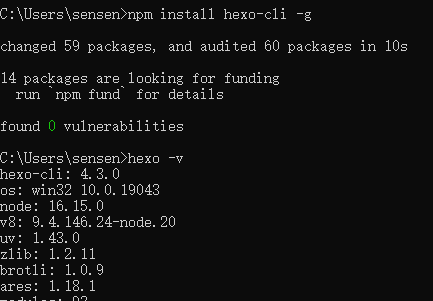 C:\Users\sensen>npm install hexo-cli -g
changed 59 packages, and audited 60 packages in 10s
14 packages are looking for funding
run `npm fund` for details
found 0 vulnerabilities
C:\Users\sensen>hexo -v
hexo-cli: 4.3.0
os: win32 10.0.19043
node: 16.15.0
v8: 9.4.146.24-node.20
uv: 1.43.0
zlib: 1.2.11
brotli: 1.0.9
ares: 1.18.1